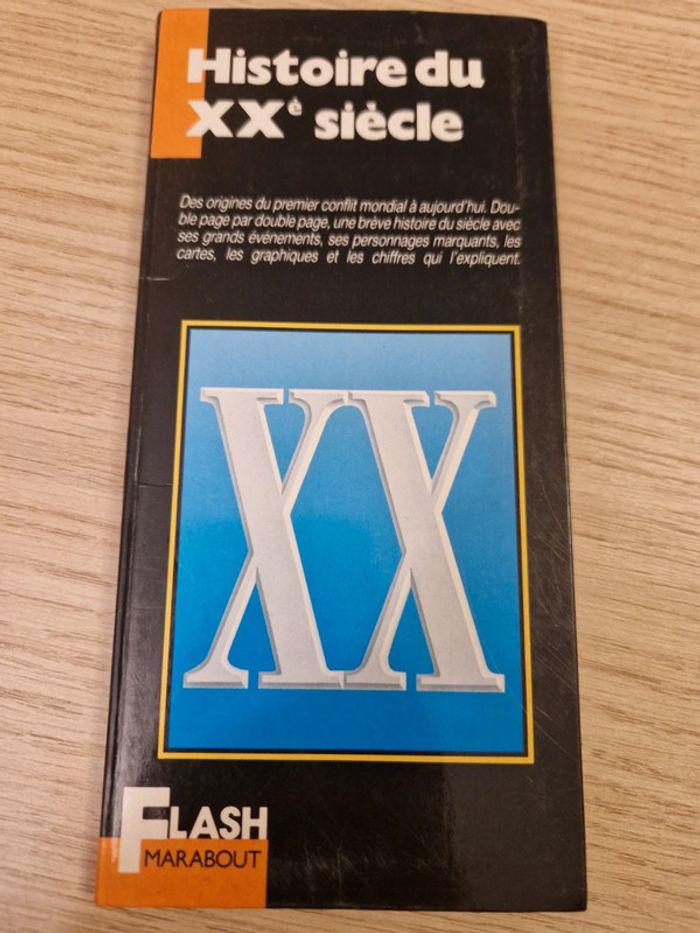 Histoire du
XXè siècle
Des origines du premier conflit mondial à aujourd'hui. Dou-
ble page par double page, une brève histoire du siècle avec
ses grands événements, ses personnages marquants, les
cartes, les graphiques et les chiffres qui l'expliquent.
XX
FLASH
MARABOUT